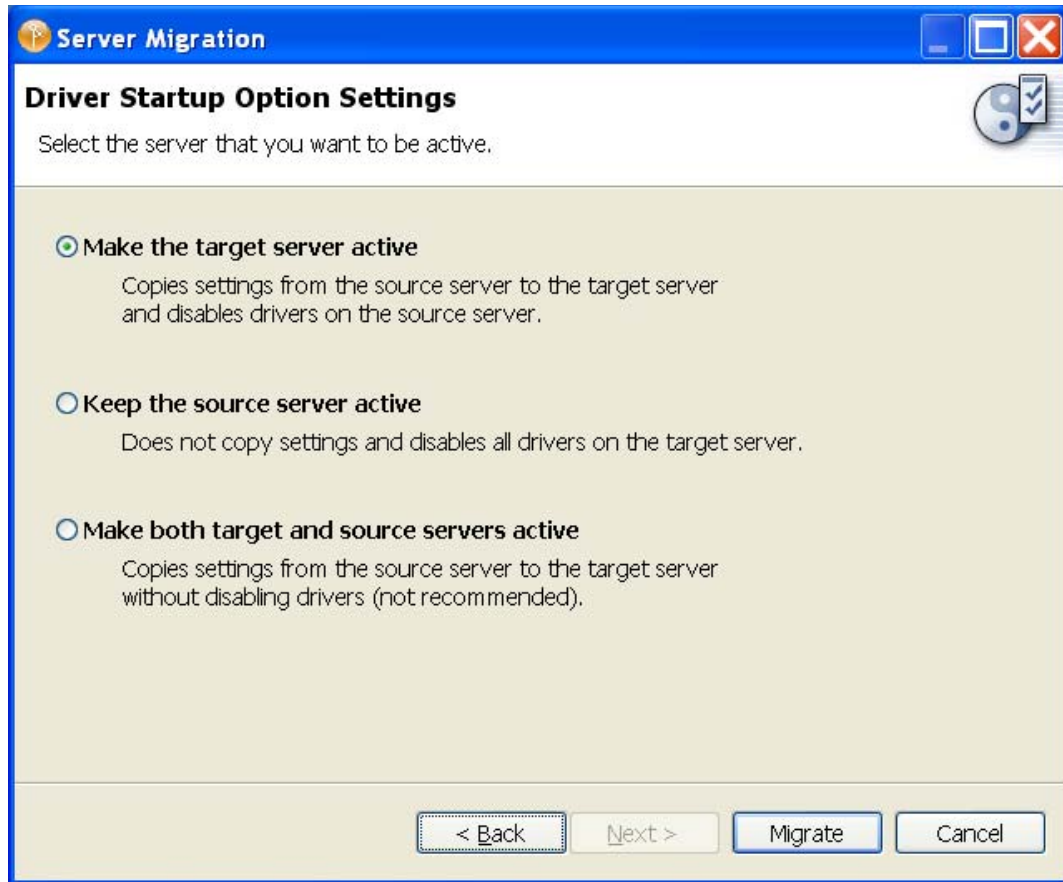 Server Migration
Driver Startup Option Settings
Select the server that you want to be active.
Make the target server active
Copies settings from the source server to the target server
and disables drivers on the source server.
Keep the source server active
Does not copy settings and disables all drivers on the target server.
Make both target and source servers active
Copies settings from the source server to the target server
without disabling drivers (not recommended).
< Back Next > Migrate Cancel